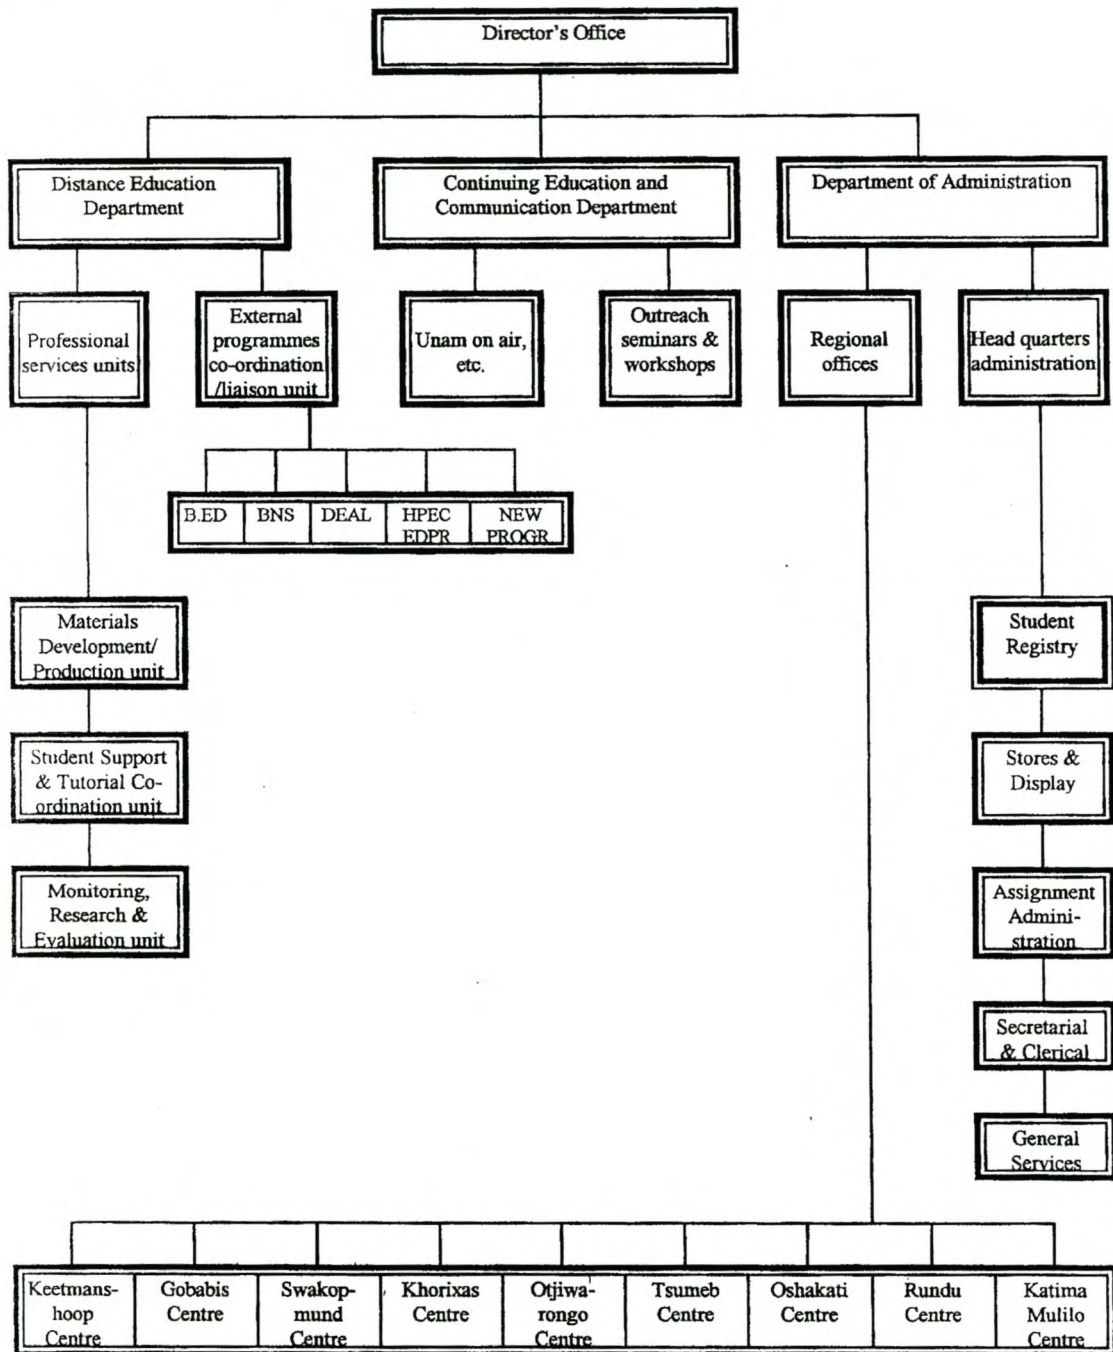 Director's Office
Distance Education
Department
Continuing Education and
Communication Department
Department of Administration
Professional
services units
External
programmes
co-ordination
/liaison unit
Unam on air,
etc.
Outreach
seminars &
workshops
Regional
offices
Head quarters
administration
B.ED
BNS
DEAL
HPEC
EDPR
NEW
PROGR.
Materials
Development/
Production unit
Student Support
& Tutorial Co-
ordination unit
Monitoring,
Research &
Evaluation unit
Student
Registry
Stores &
Display
Assignment
Admini-
stration
Secretarial
& Clerical
General
Services
Keetmans-
hoop
Centre
Gobabis
Centre
Swakop-
mund
Centre
Khorixas
Centre
Otjiwa-
rongo
Centre
Tsumeb
Centre
Oshakati
Centre
Rundu
Centre
Katima
Mulilo
Centre